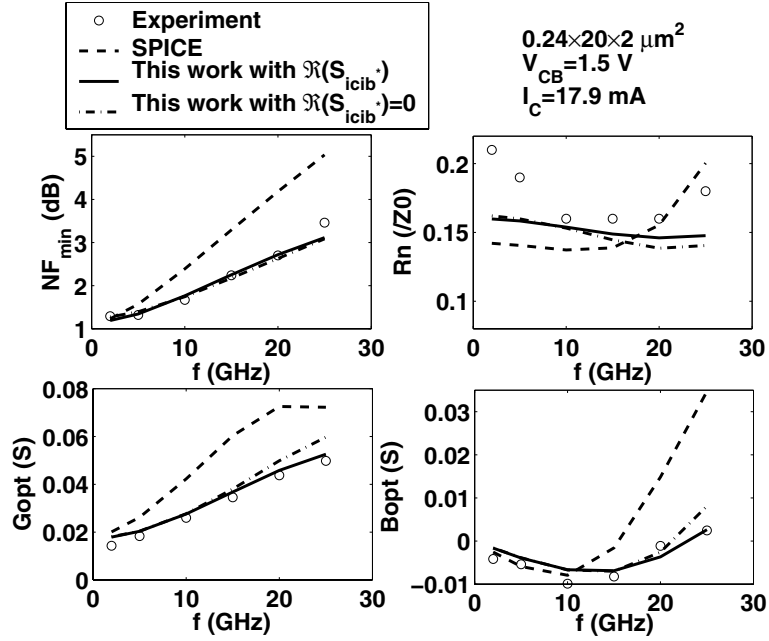 Experiment
SPICE
This work with ℜ(S_icib*)
This work with ℜ(S_icib*)=0
0.24×20×2 μm²
V_CB=1.5 V
I_C=17.9 mA
NF_min (dB)
5
4
3
2
1
0
10
20
30
f (GHz)
Rn (/Z0)
0.2
0.15
0.1
0
10
20
30
f (GHz)
Gopt (S)
0.08
0.06
0.04
0.02
0
0
10
20
30
f (GHz)
Bopt (S)
0.03
0.02
0.01
0
−0.01
0
10
20
30
f (GHz)